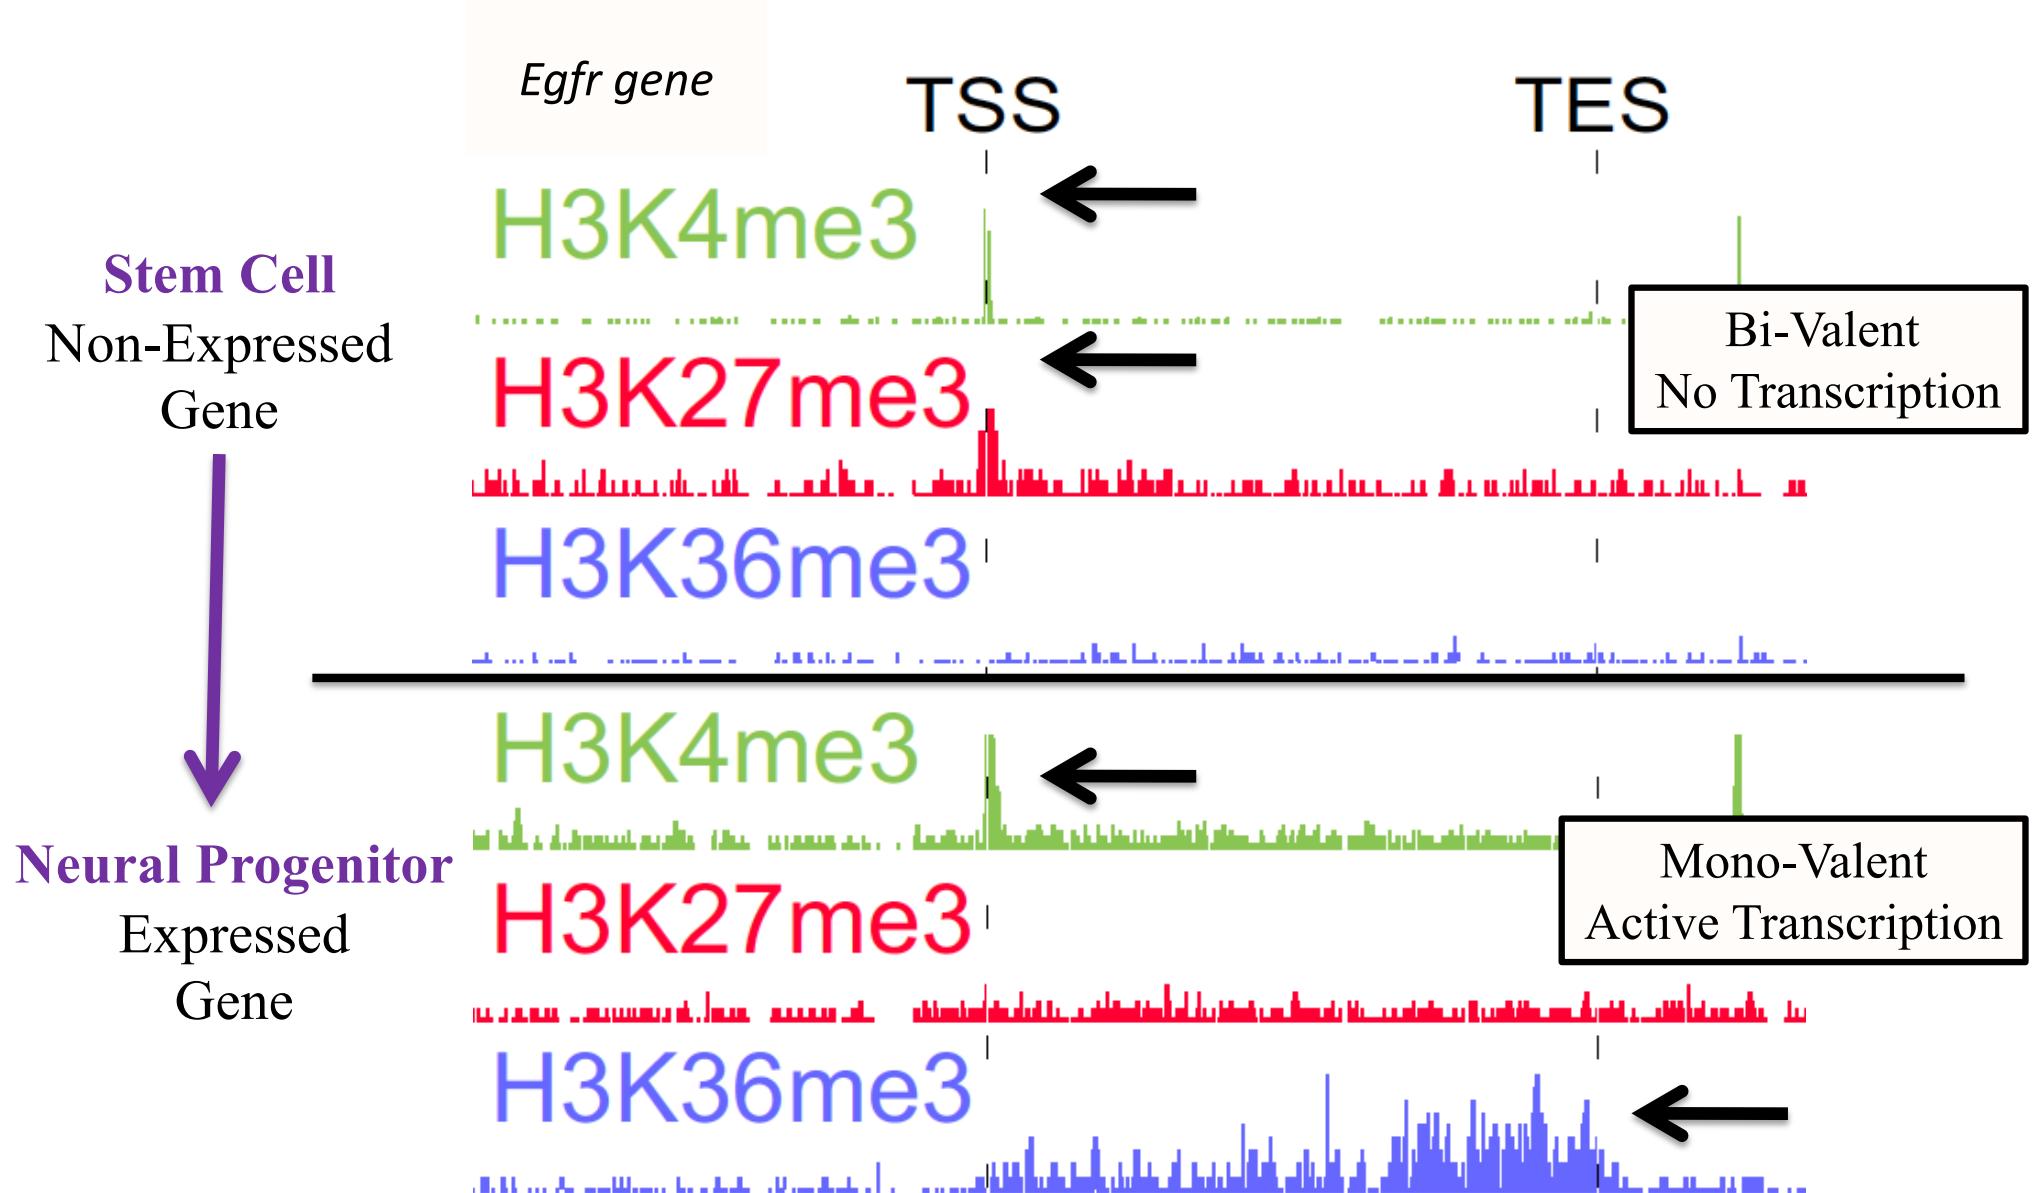 Egfr gene
TSS
TES
H3K4me3
Stem Cell
Non-Expressed
Gene
Bi-Valent
No Transcription
H3K27me3
H3K36me3
H3K4me3
Neural Progenitor
Expressed
Gene
Mono-Valent
Active Transcription
H3K27me3
H3K36me3